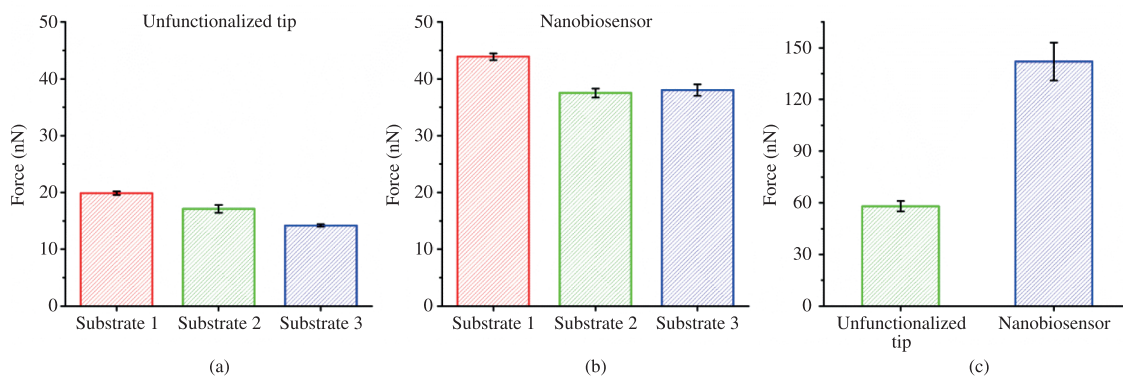 Unfunctionalized tip
50
40
30
20
10
0
Force (nN)
Substrate 1
Substrate 2
Substrate 3
(a)
Nanobiosensor
50
40
30
20
10
0
Force (nN)
Substrate 1
Substrate 2
Substrate 3
(b)
150
120
90
60
30
0
Force (nN)
Unfunctionalized
tip
Nanobiosensor
(c)